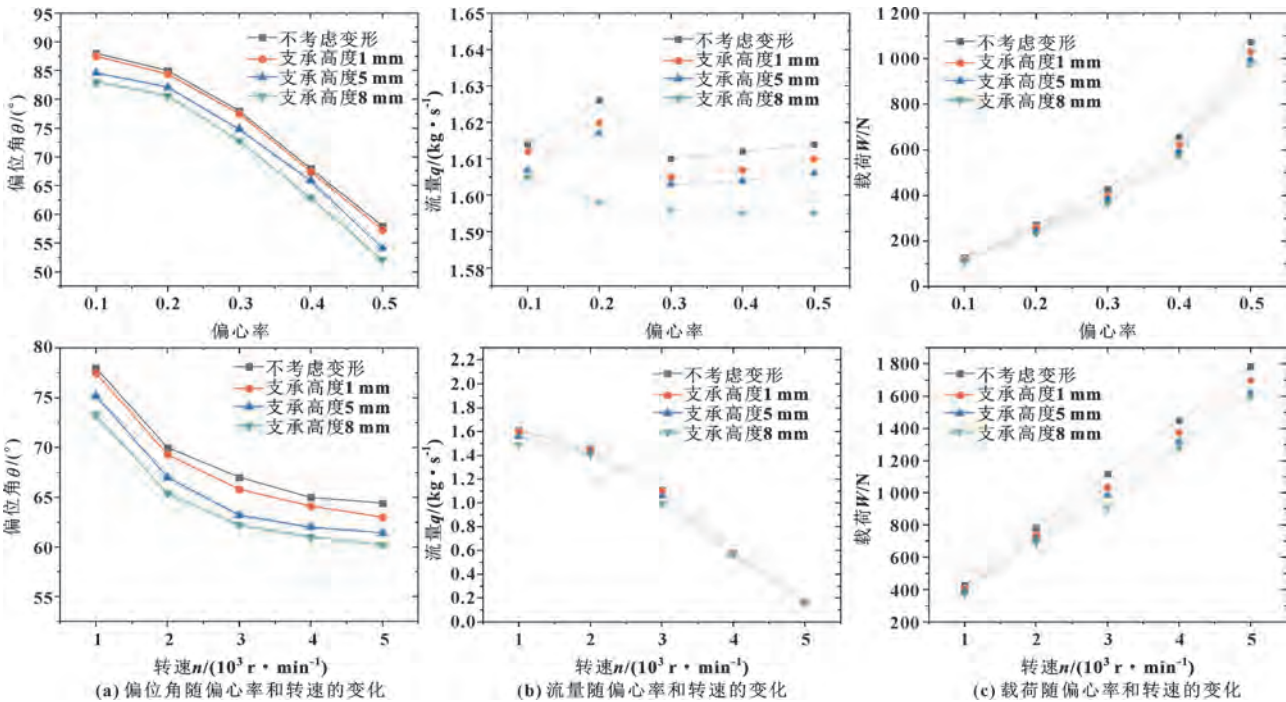 95
90
85
80
75
70
65
60
55
50
偏位角θ/(°)
不考虑变形
支承高度1 mm
支承高度5 mm
支承高度8 mm
0.1 0.2 0.3 0.4 0.5
偏心率
1.65
1.64
1.63
1.62
1.61
1.60
1.59
1.58
流量q/(kg·s⁻¹)
不考虑变形
支承高度1 mm
支承高度5 mm
支承高度8 mm
0.1 0.2 0.3 0.4 0.5
偏心率
1 200
1 000
800
600
400
200
0
载荷W/N
不考虑变形
支承高度1 mm
支承高度5 mm
支承高度8 mm
0.1 0.2 0.3 0.4 0.5
偏心率
80
75
70
65
60
55
偏位角θ/(°)
不考虑变形
支承高度1 mm
支承高度5 mm
支承高度8 mm
1 2 3 4 5
转速n/(10³ r·min⁻¹)
(a) 偏位角随偏心率和转速的变化
2.2
2.0
1.8
1.6
1.4
1.2
1.0
0.8
0.6
0.4
0.2
0.0
流量q/(kg·s⁻¹)
不考虑变形
支承高度1 mm
支承高度5 mm
支承高度8 mm
1 2 3 4 5
转速n/(10³ r·min⁻¹)
(b) 流量随偏心率和转速的变化
1 800
1 600
1 400
1 200
1 000
800
600
400
200
载荷W/N
不考虑变形
支承高度1 mm
支承高度5 mm
支承高度8 mm
1 2 3 4 5
转速n/(10³ r·min⁻¹)
(c) 载荷随偏心率和转速的变化